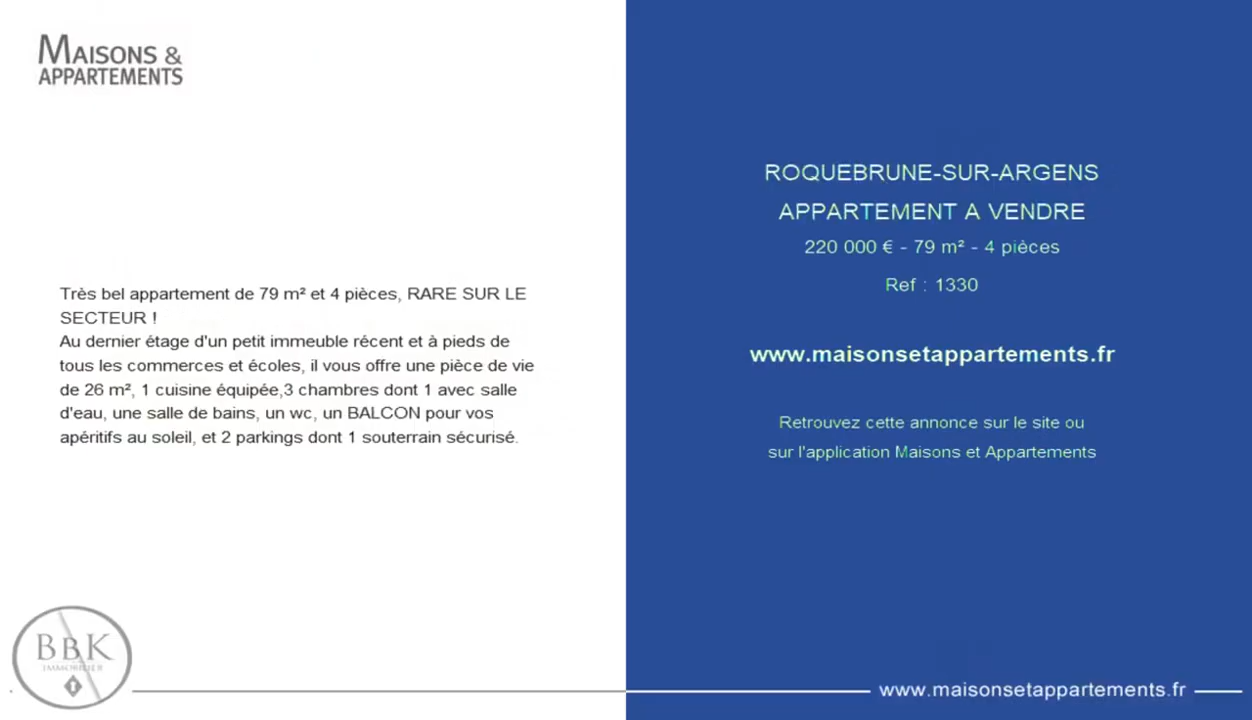 MAISONS &
APPARTEMENTS
Très bel appartement de 79 m² et 4 pièces, RARE SUR LE
SECTEUR !
Au dernier étage d'un petit immeuble récent et à pieds de
tous les commerces et écoles, il vous offre une pièce de vie
de 26 m², 1 cuisine équipée,3 chambres dont 1 avec salle
d'eau, une salle de bains, un wc, un BALCON pour vos
apéritifs au soleil, et 2 parkings dont 1 souterrain sécurisé.
BBK
IMMOBILIER
ROQUEBRUNE-SUR-ARGENS
APPARTEMENT A VENDRE
220 000 € - 79 m² - 4 pièces
Ref : 1330
www.maisonsetappartements.fr
Retrouvez cette annonce sur le site ou
sur l'application Maisons et Appartements
www.maisonsetappartements.fr